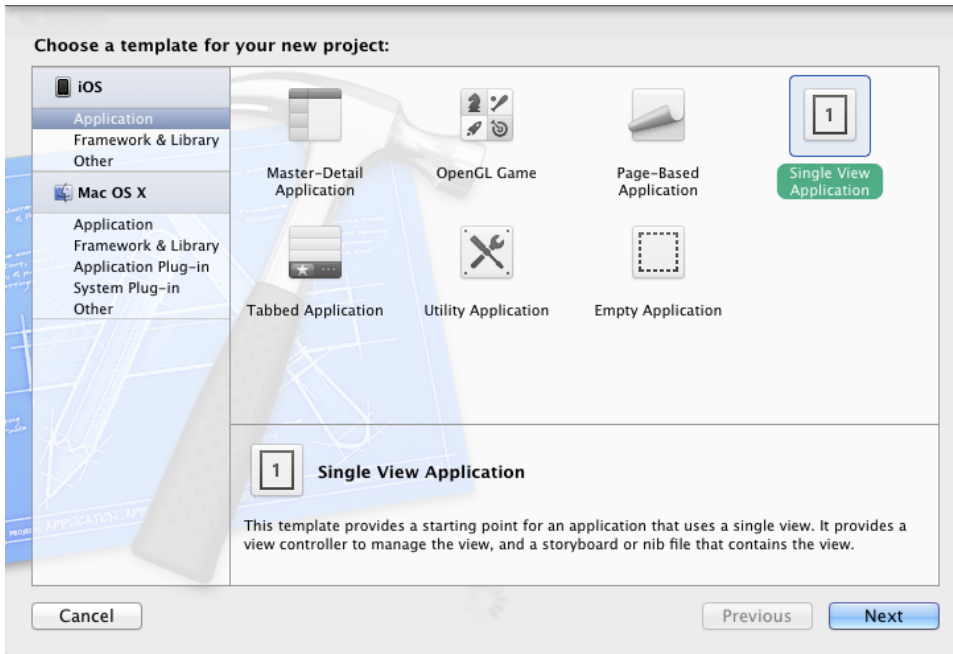 Choose a template for your new project:
iOS
Application
Framework & Library
Other
Mac OS X
Application
Framework & Library
Application Plug-in
System Plug-in
Other
Master-Detail
Application
OpenGL Game
Page-Based
Application
1
Single View
Application
Tabbed Application
Utility Application
Empty Application
1
Single View Application
This template provides a starting point for an application that uses a single view. It provides a
view controller to manage the view, and a storyboard or nib file that contains the view.
Cancel
Previous
Next